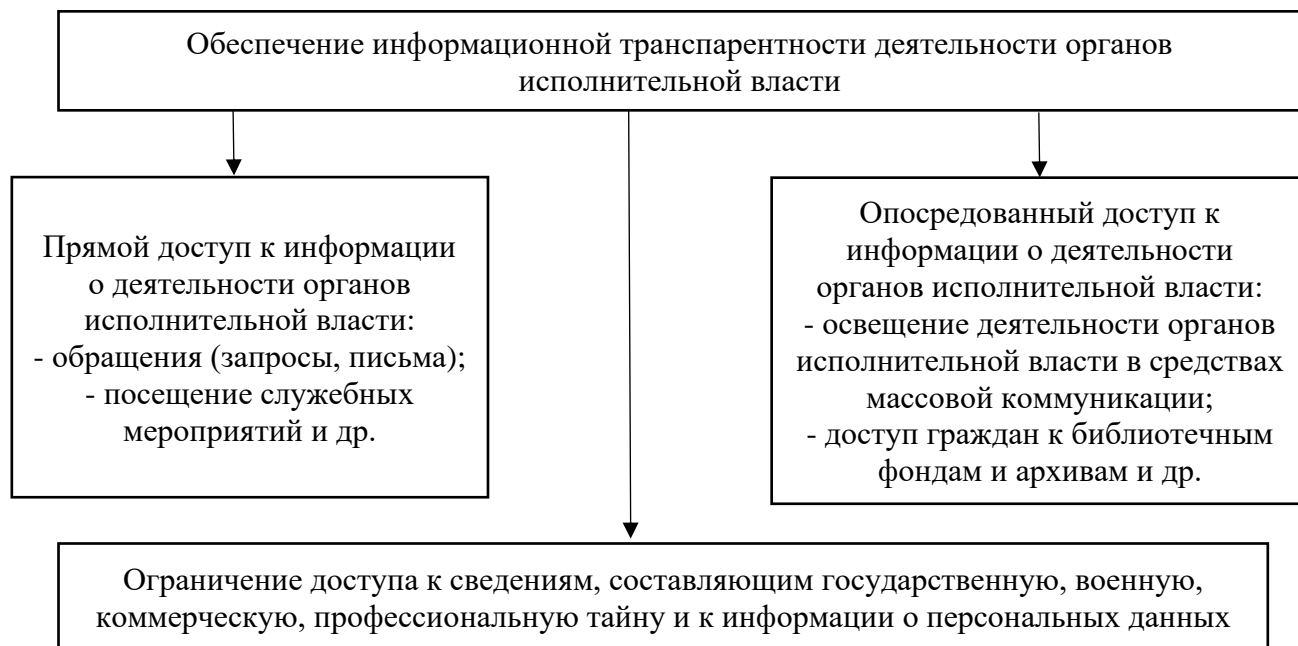 Обеспечение информационной транспарентности деятельности органов
исполнительной власти
Прямой доступ к информации
о деятельности органов
исполнительной власти:
- обращения (запросы, письма);
- посещение служебных
мероприятий и др.
Опосредованный доступ к
информации о деятельности
органов исполнительной власти:
- освещение деятельности органов
исполнительной власти в средствах
массовой коммуникации;
- доступ граждан к библиотечным
фондам и архивам и др.
Ограничение доступа к сведениям, составляющим государственную, военную,
коммерческую, профессиональную тайну и к информации о персональных данных